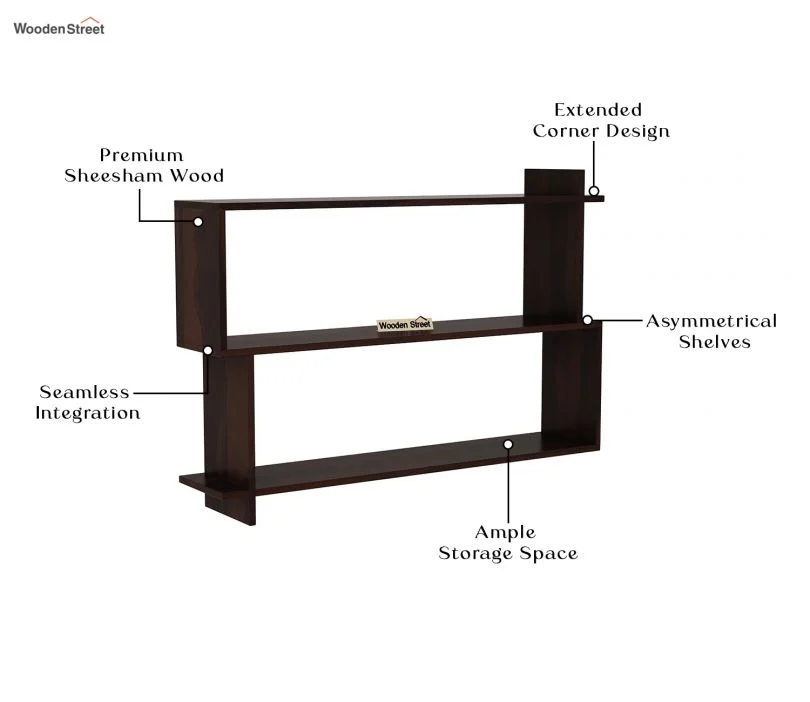 WoodenStreet
Extended
Corner Design
Premium
Sheesham Wood
Wooden Street
Asymmetrical
Shelves
Seamless
Integration
Ample
Storage Space